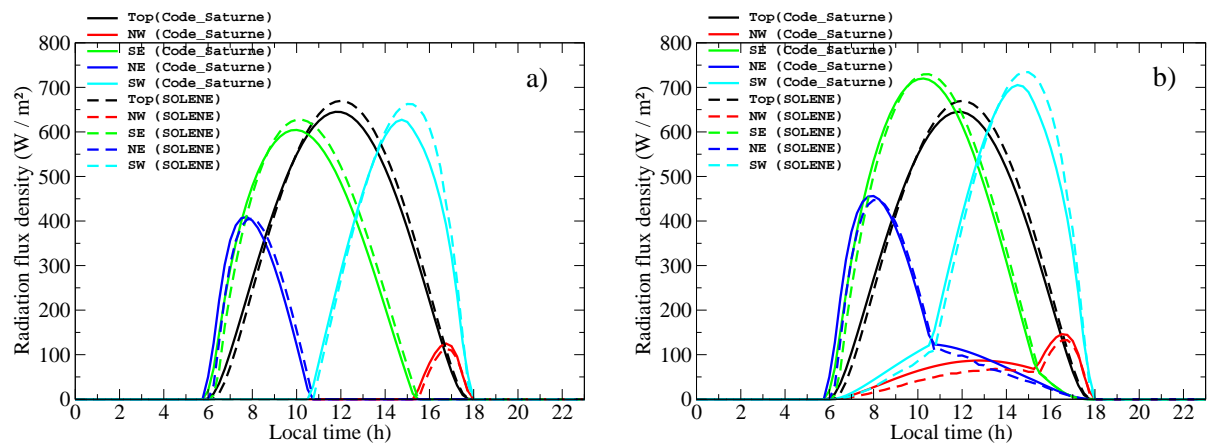 Top(Code_Saturne)
NW (Code_Saturne)
SE (Code_Saturne)
NE (Code_Saturne)
SW (Code_Saturne)
Top(SOLENE)
NW (SOLENE)
SE (SOLENE)
NE (SOLENE)
SW (SOLENE)
a)
800
700
600
500
400
300
200
100
0
Radiation flux density (W / m²)
0 2 4 6 8 10 12 14 16 18 20 22
Local time (h)
Top(Code_Saturne)
NW (Code_Saturne)
SE (Code_Saturne)
NE (Code_Saturne)
SW (Code_Saturne)
Top(SOLENE)
NW (SOLENE)
SE (SOLENE)
NE (SOLENE)
SW (SOLENE)
b)
800
700
600
500
400
300
200
100
0
Radiation flux density (W / m²)
0 2 4 6 8 10 12 14 16 18 20 22
Local time (h)